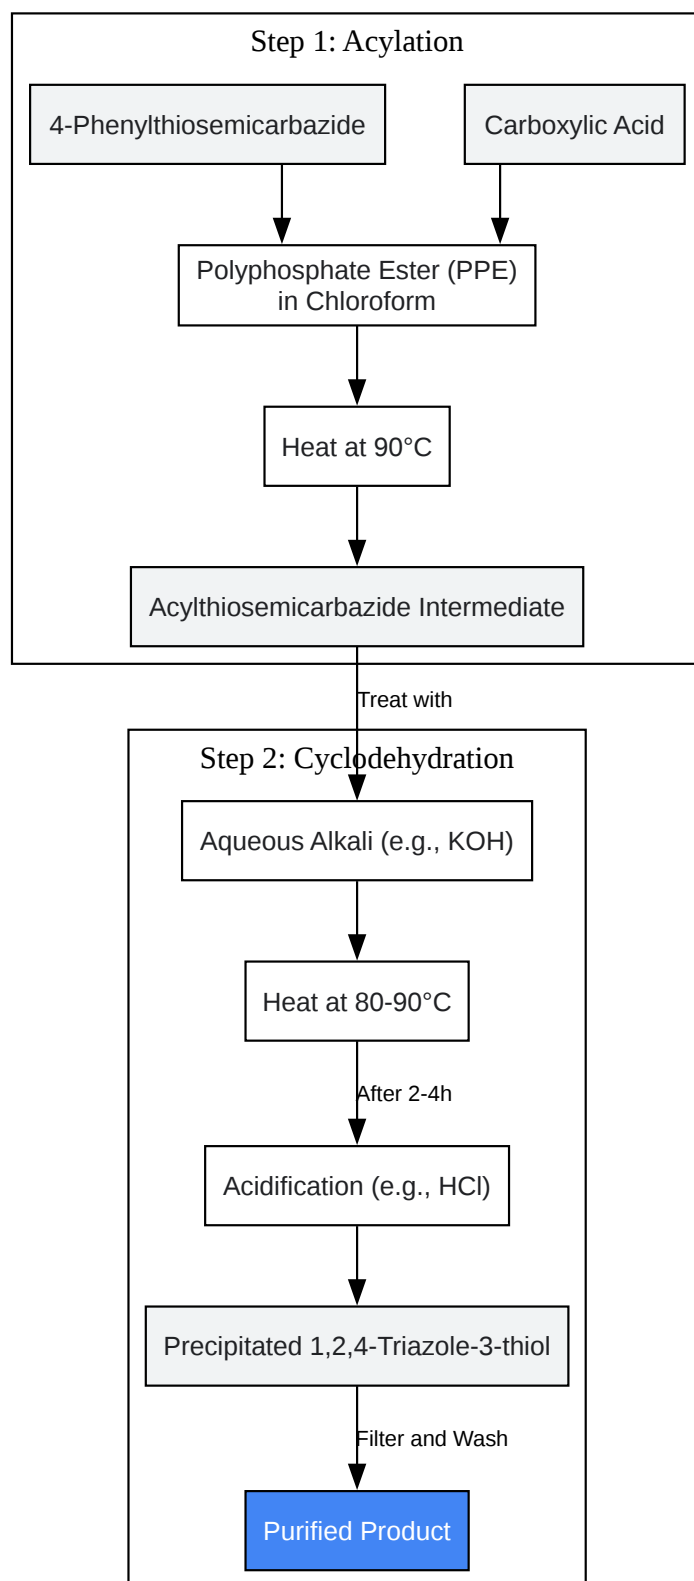 Step 1: Acylation
4-Phenylthiosemicarbazide
Carboxylic Acid
Polyphosphate Ester (PPE)
in Chloroform
Heat at 90°C
Acylthiosemicarbazide Intermediate
Treat with
Step 2: Cyclodehydration
Aqueous Alkali (e.g., KOH)
Heat at 80-90°C
After 2-4h
Acidification (e.g., HCl)
Precipitated 1,2,4-Triazole-3-thiol
Filter and Wash
Purified Product